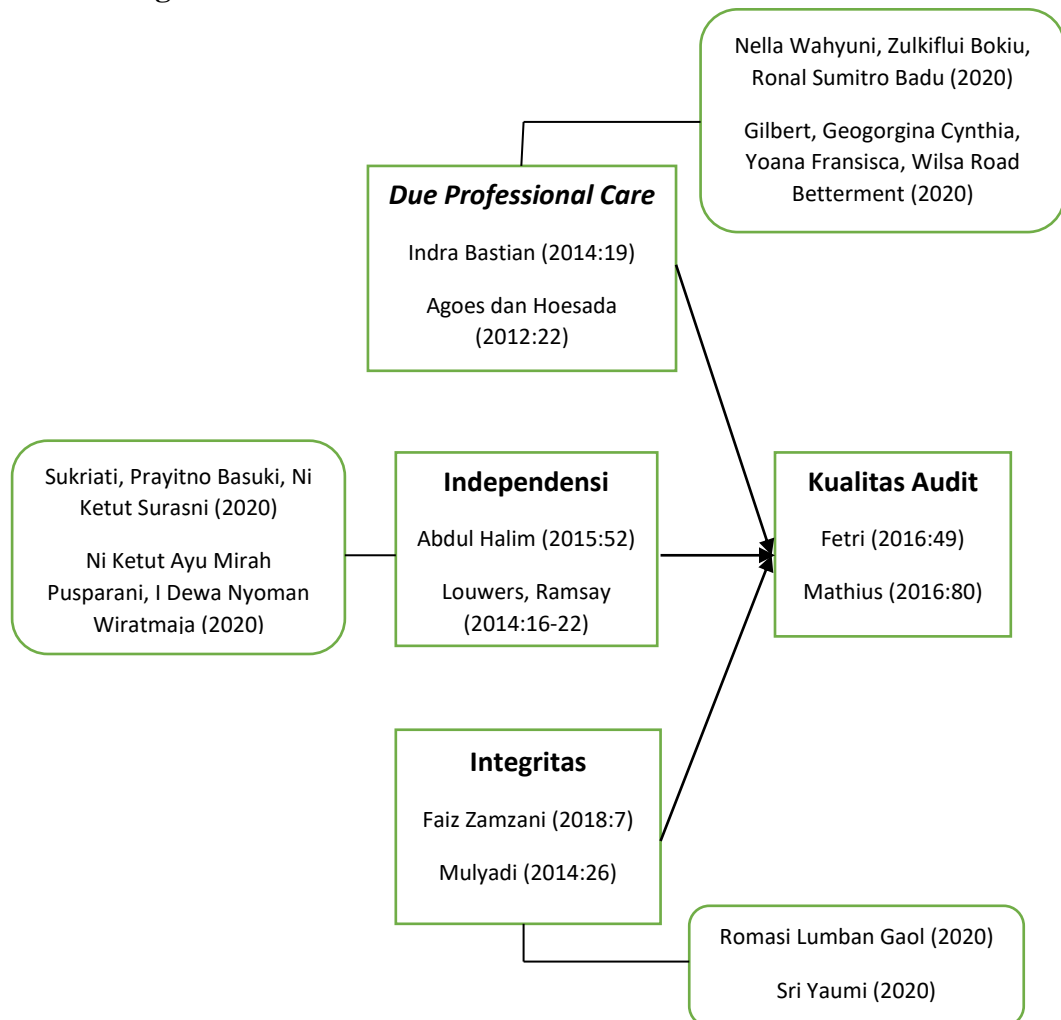 Nella Wahyuni, Zulkiflui Bokiu,
Ronal Sumitro Badu (2020)
Gilbert, Geogorgina Cynthia,
Yoana Fransisca, Wilsa Road
Betterment (2020)
Due Professional Care
Indra Bastian (2014:19)
Agoes dan Hoesada
(2012:22)
Sukriati, Prayitno Basuki, Ni
Ketut Surasni (2020)
Ni Ketut Ayu Mirah
Pusparani, I Dewa Nyoman
Wiratmaja (2020)
Independensi
Abdul Halim (2015:52)
Louwers, Ramsay
(2014:16-22)
Kualitas Audit
Fetri (2016:49)
Mathius (2016:80)
Integritas
Faiz Zamzani (2018:7)
Mulyadi (2014:26)
Romasi Lumban Gaol (2020)
Sri Yaumi (2020)